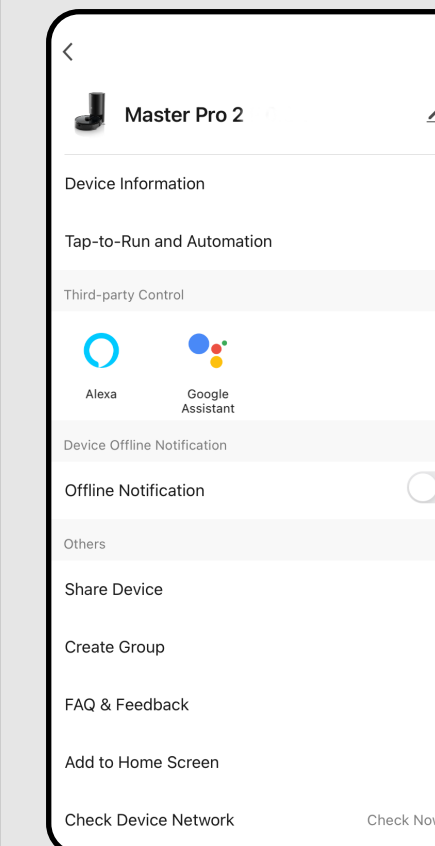 Master Pro 2
Device Information
Tap-to-Run and Automation
Third-party Control
Alexa
Google
Assistant
Device Offline Notification
Offline Notification
Others
Share Device
Create Group
FAQ & Feedback
Add to Home Screen
Check Device Network
Check Now